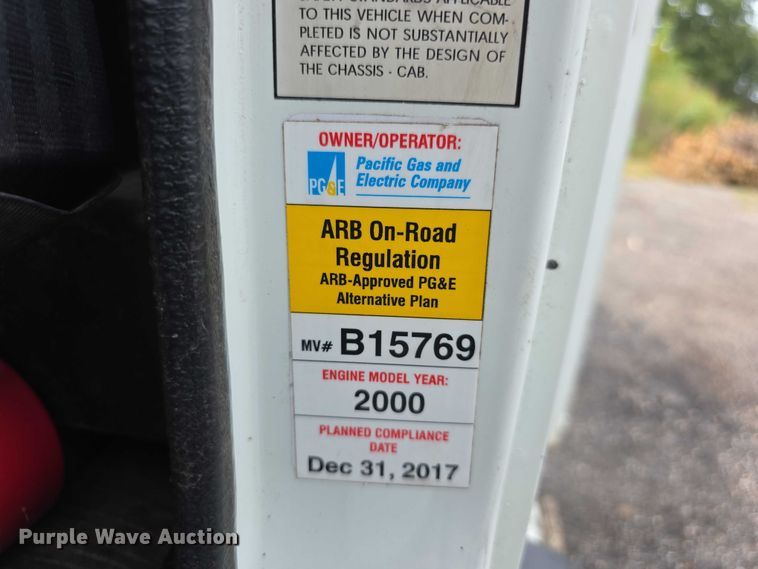 TO THIS VEHICLE WHEN COM-
PLETED IS NOT SUBSTANTIALLY
AFFECTED BY THE DESIGN OF
THE CHASSIS - CAB.
OWNER/OPERATOR:
PG&E
Pacific Gas and
Electric Company
ARB On-Road
Regulation
ARB-Approved PG&E
Alternative Plan
MV# B15769
ENGINE MODEL YEAR:
2000
PLANNED COMPLIANCE
DATE
Dec 31, 2017
Purple Wave Auction